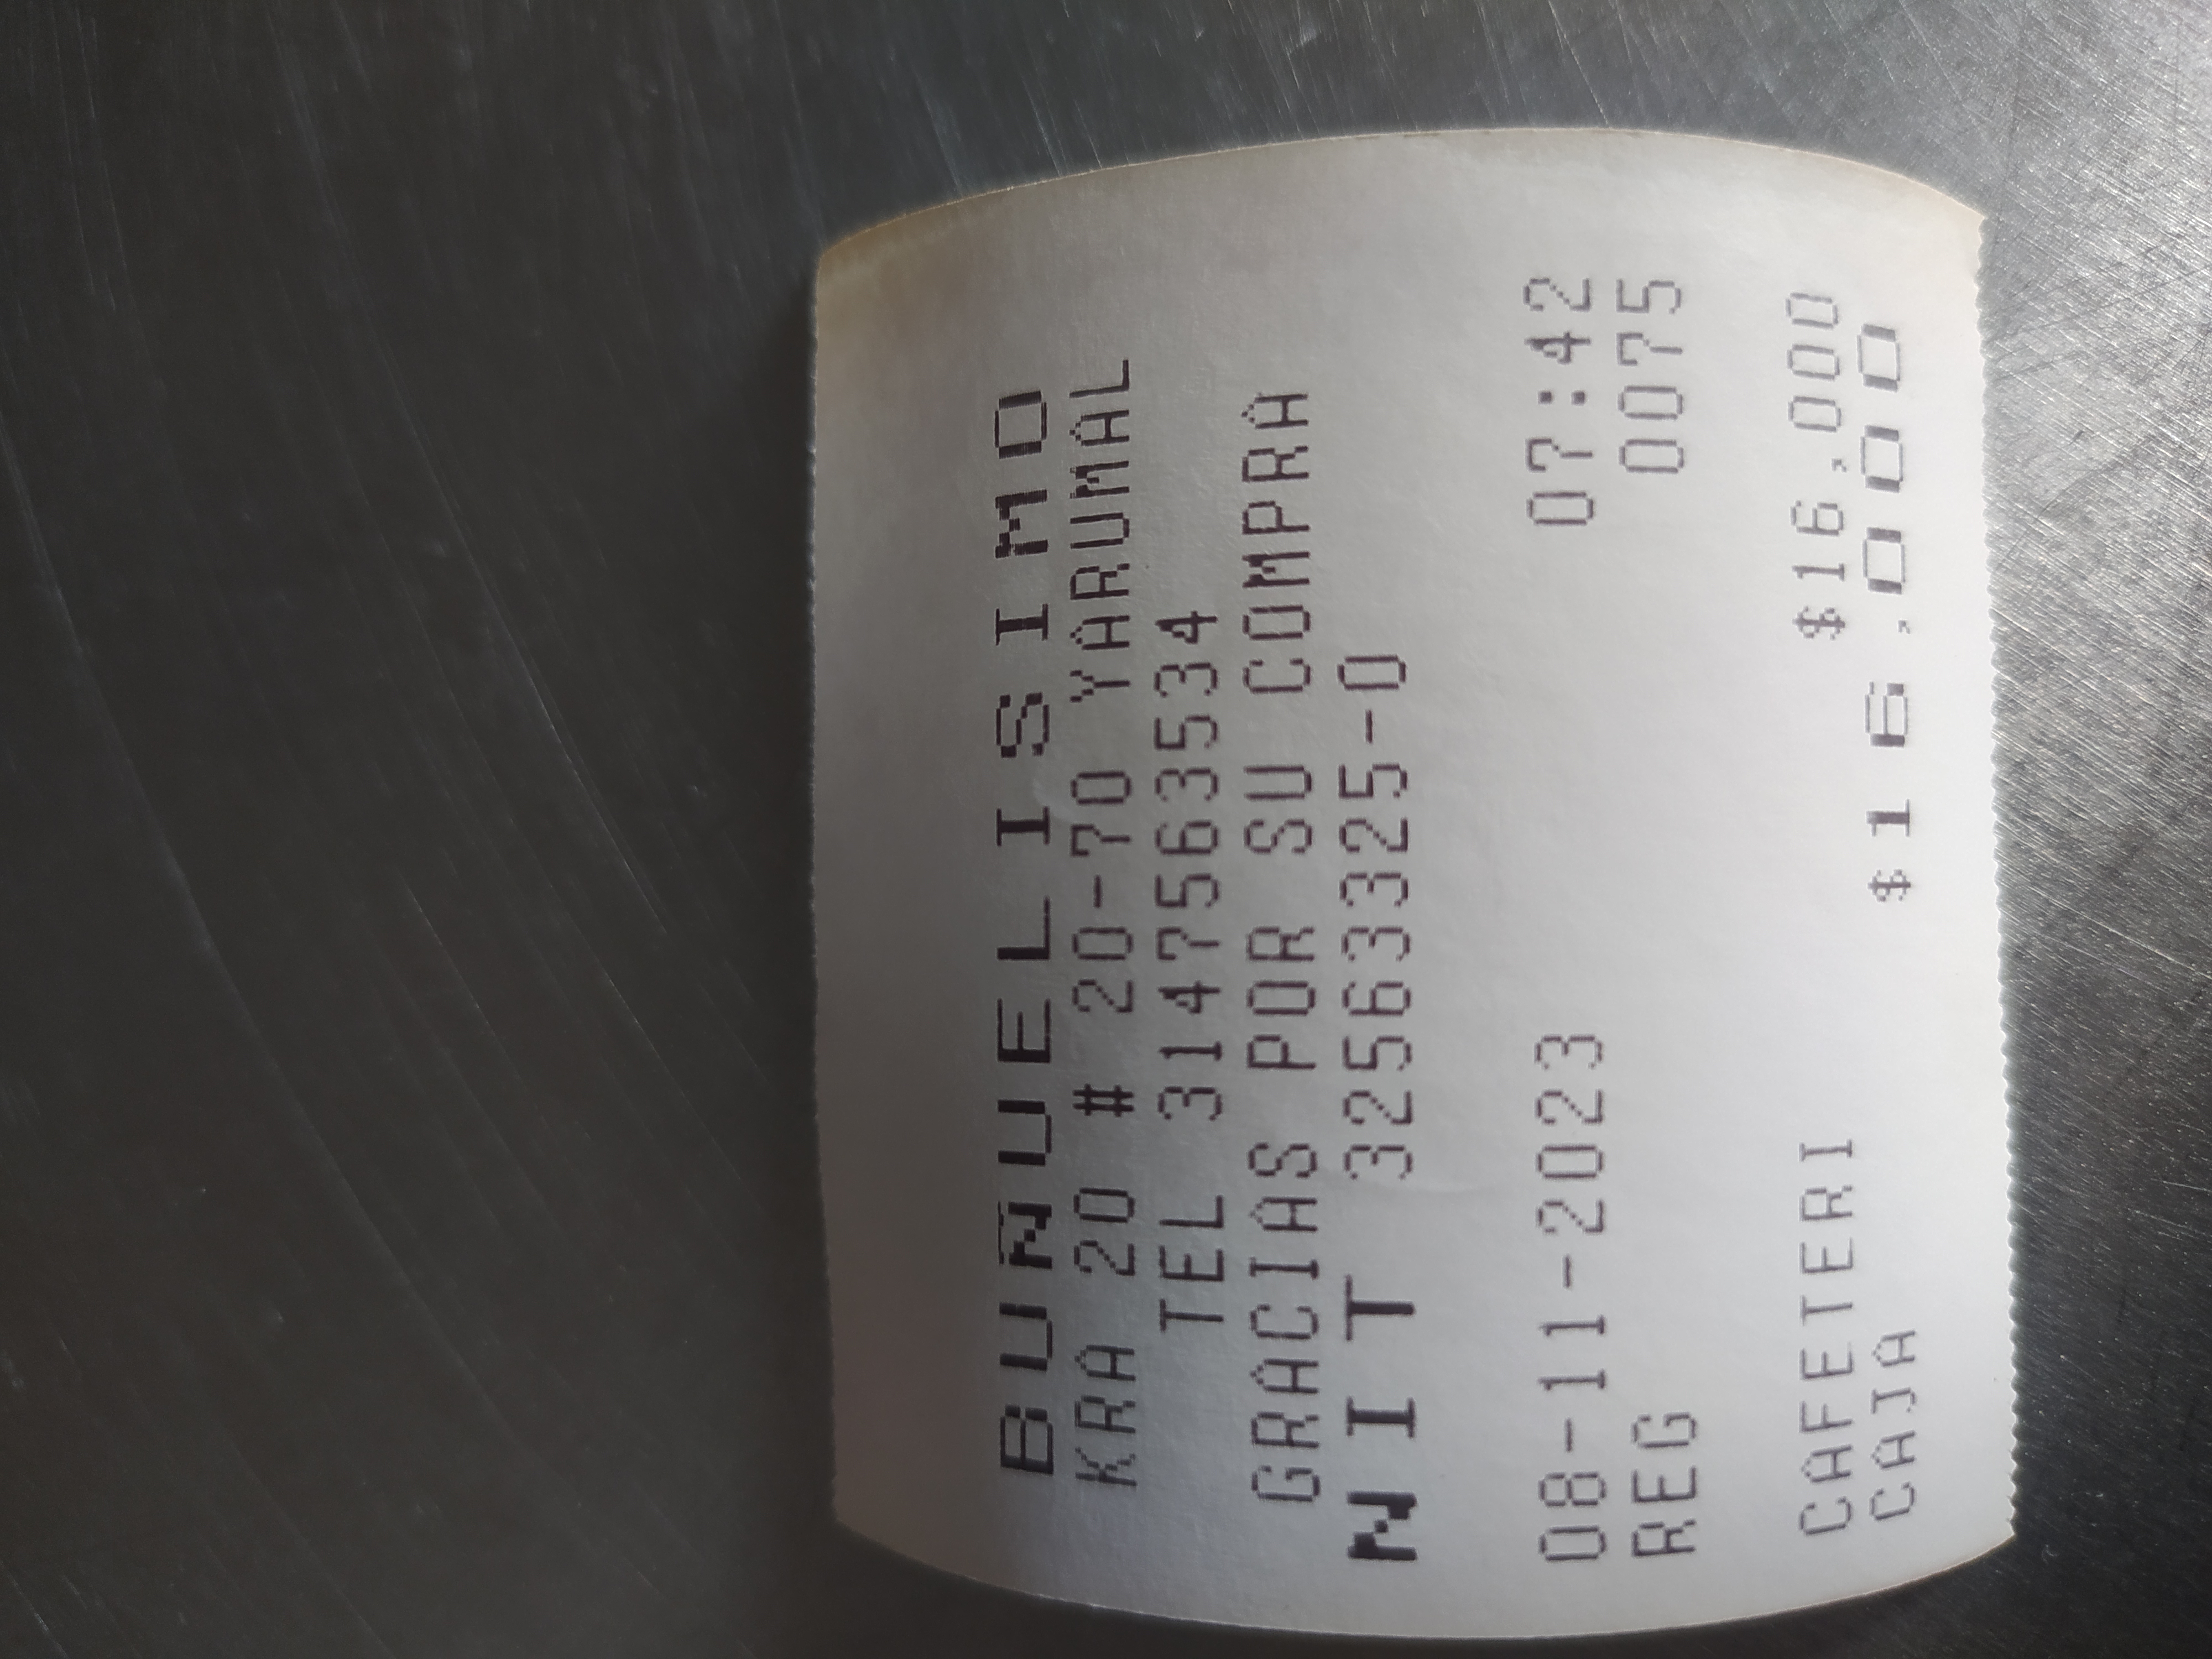 BUÑUELISIMO
KRA 20 # 20-70 YARUMAL
TEL 3147563534
GRACIAS POR SU COMPRA
NIT 32563325-0
08-11-2023 07:42
REG 0075
CAFETERI $16,000
CAJA $16,000